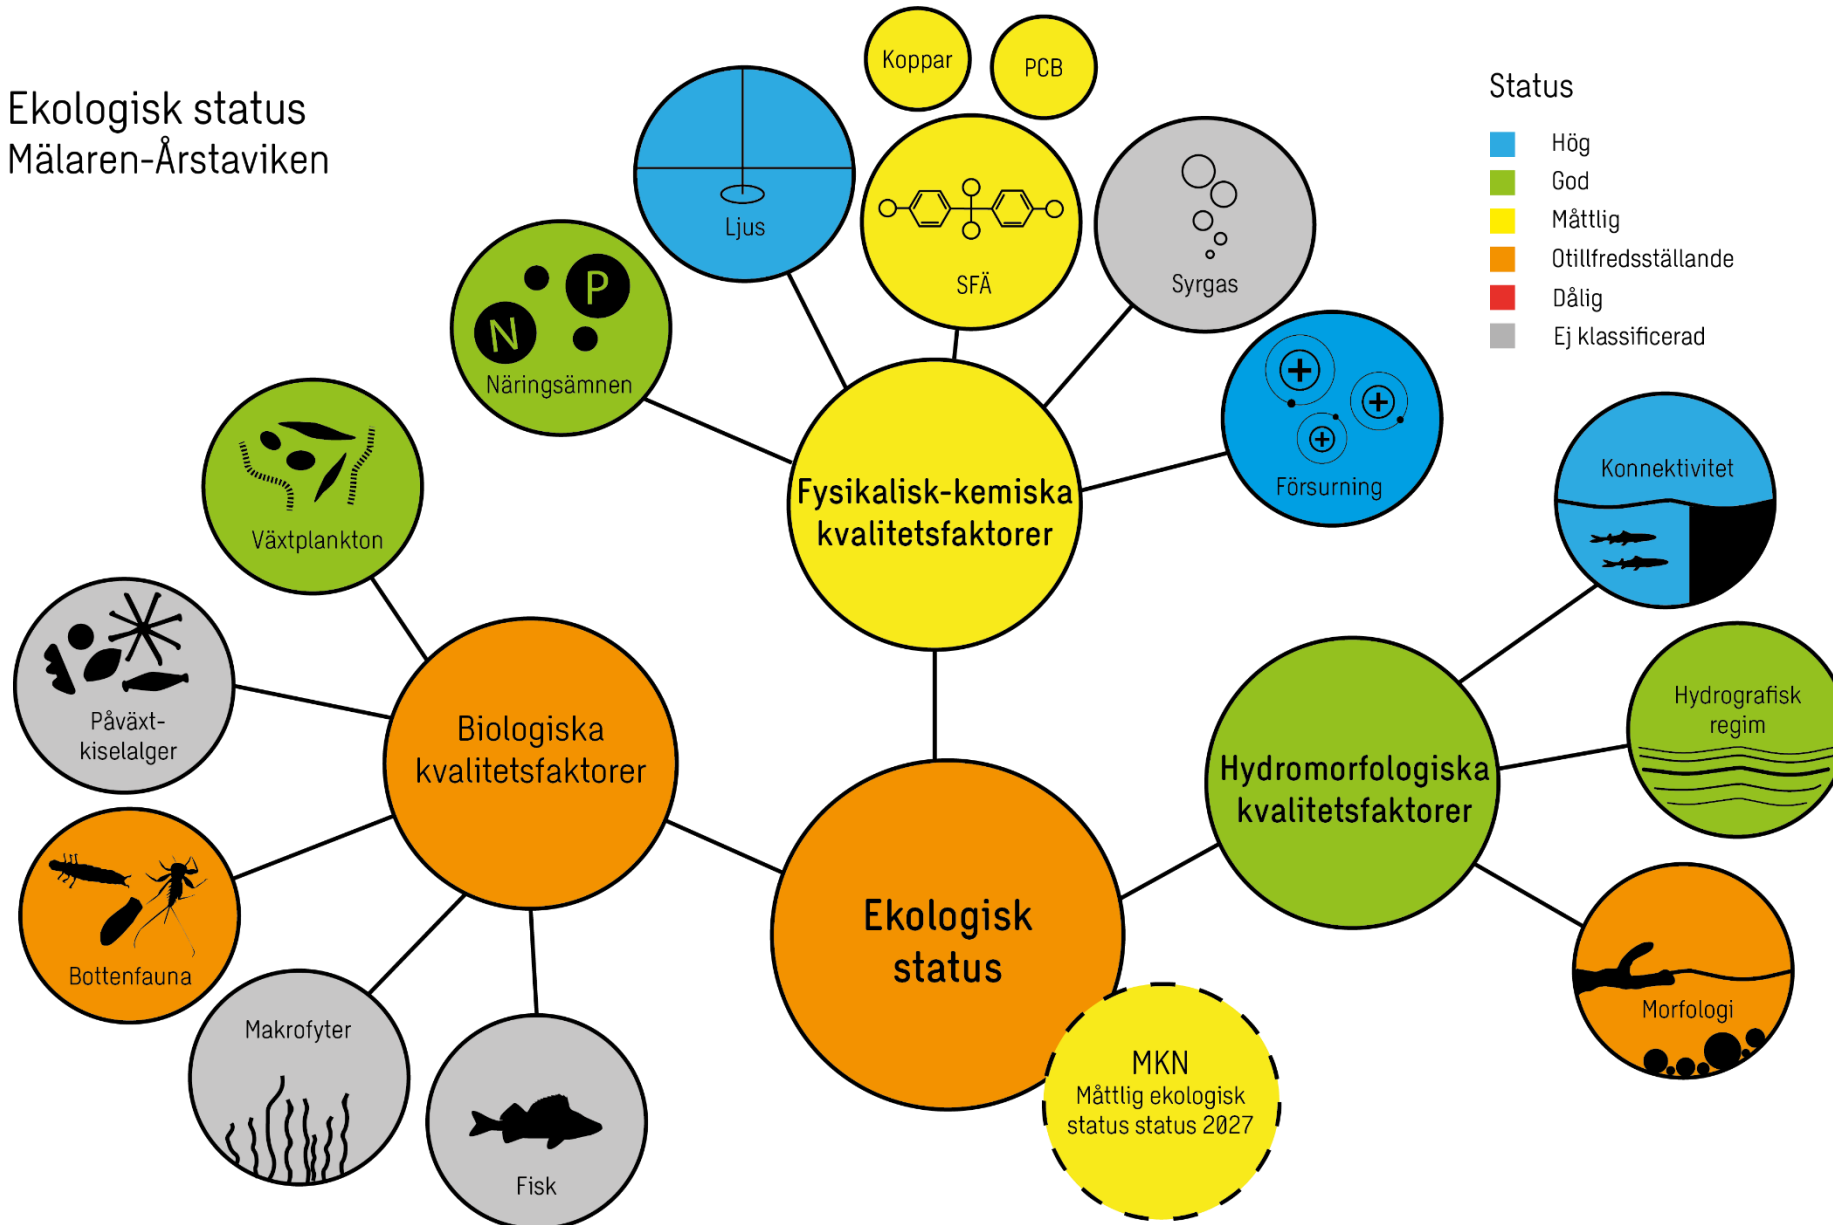 Ekologisk status
Mälaren-Årstaviken
Koppar
PCB
Status
Hög
God
Måttlig
Otillfredsställande
Dålig
Ej klassificerad
Ljus
SFÄ
Syrgas
N
P
Näringsämnen
Försurning
Växtplankton
Fysikalisk-kemiska
kvalitetsfaktorer
Konnektivitet
Påväxt-
kiselalger
Biologiska
kvalitetsfaktorer
Hydromorfologiska
kvalitetsfaktorer
Hydrografisk
regim
Bottenfauna
Ekologisk
status
Morfologi
Makrofyter
Fisk
MKN
Måttlig ekologisk
status status 2027